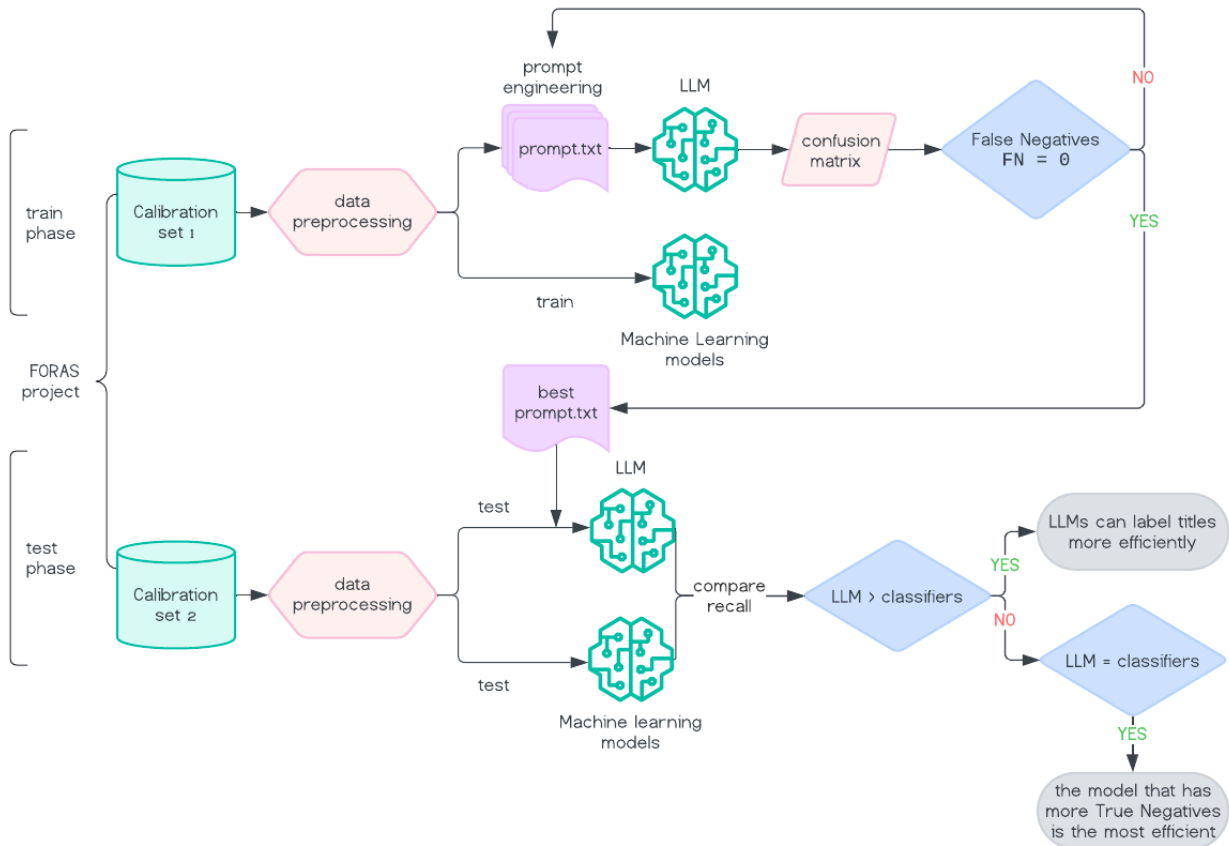 prompt
engineering
LLM
NO
prompt.txt
confusion
matrix
False Negatives
FN = 0
train
phase
Calibration
set 1
data
preprocessing
YES
train
Machine Learning
models
FORAS
project
best
prompt.txt
LLM
test
phase
test
LLMs can label titles
more efficiently
Calibration
set 2
data
preprocessing
compare
recall
LLM > classifiers
YES
NO
LLM = classifiers
test
Machine learning
models
YES
the model that has
more True Negatives
is the most efficient